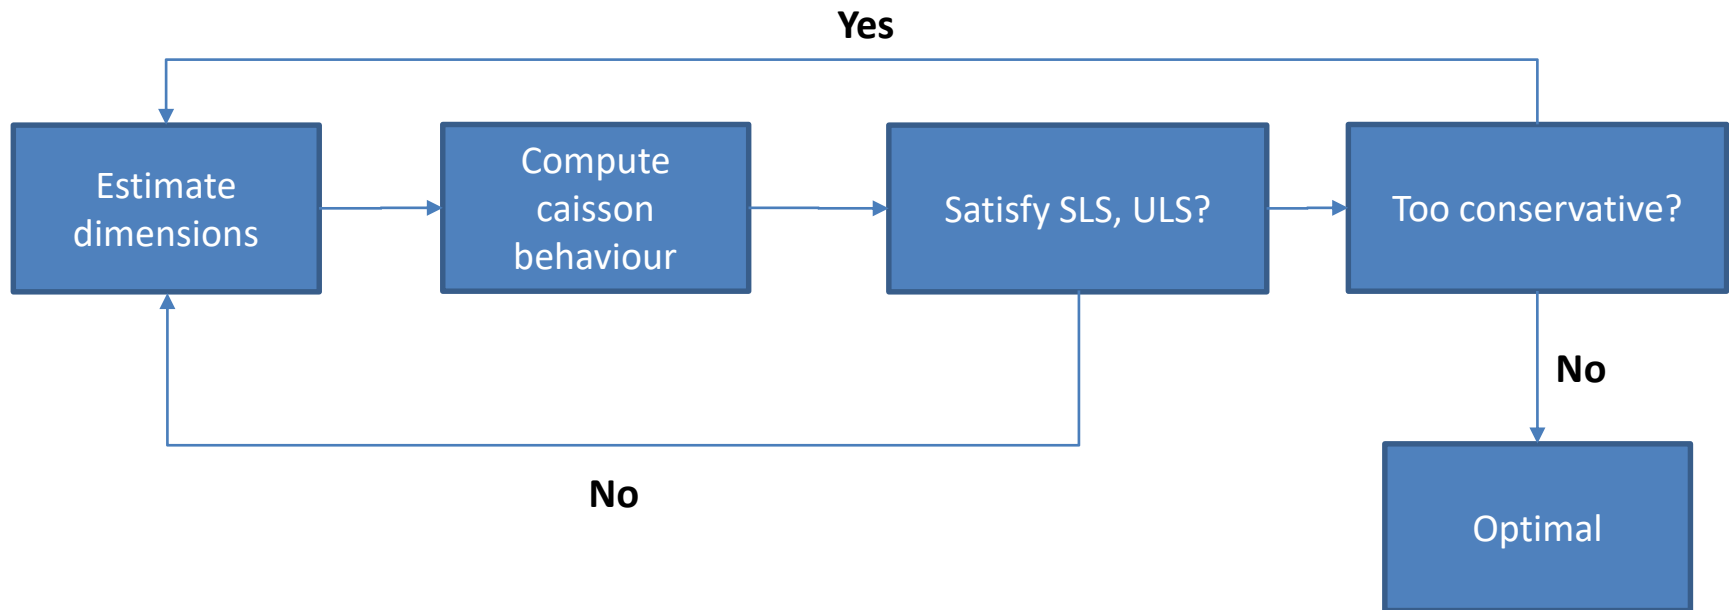 Yes
Estimate
dimensions
Compute
caisson
behaviour
Satisfy SLS, ULS?
Too conservative?
No
No
Optimal